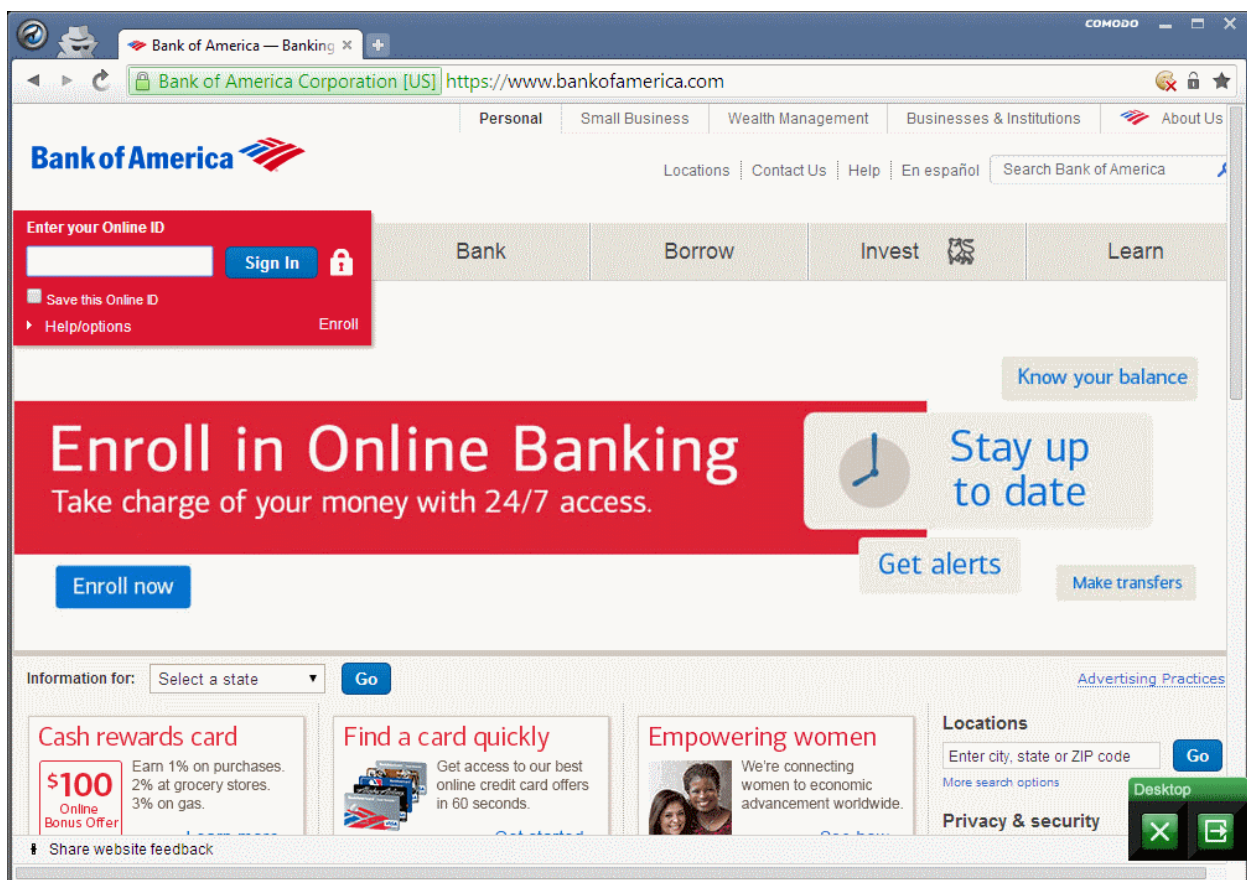 COMODO
Bank of America — Banking
Bank of America Corporation [US] https://www.bankofamerica.com
Personal Small Business Wealth Management Businesses & Institutions About Us
Bank of America
Locations Contact Us Help En español Search Bank of America
Enter your Online ID
Sign In
Save this Online ID
Help/options Enroll
Bank Borrow Invest Learn
Know your balance
Enroll in Online Banking
Take charge of your money with 24/7 access.
Stay up
to date
Get alerts
Make transfers
Enroll now
Information for: Select a state Go
Advertising Practices
Cash rewards card
$100
Online
Bonus Offer
Earn 1% on purchases.
2% at grocery stores.
3% on gas.
Learn more
Find a card quickly
Get access to our best
online credit card offers
in 60 seconds.
Get started
Empowering women
We're connecting
women to economic
advancement worldwide.
See how
Locations
Enter city, state or ZIP code Go
More search options
Privacy & security
Desktop
Share website feedback